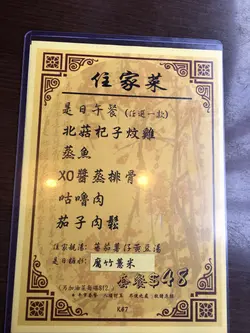 住家菜
是日午餐(任選一款)
北菇杞子炆雞
蒸魚
XO醬蒸排骨
咕嚕肉
茄子肉鬆
住家靚湯:蕃茄薯仔黃豆湯
是日糖水:腐竹薏米
套餐$48
K67